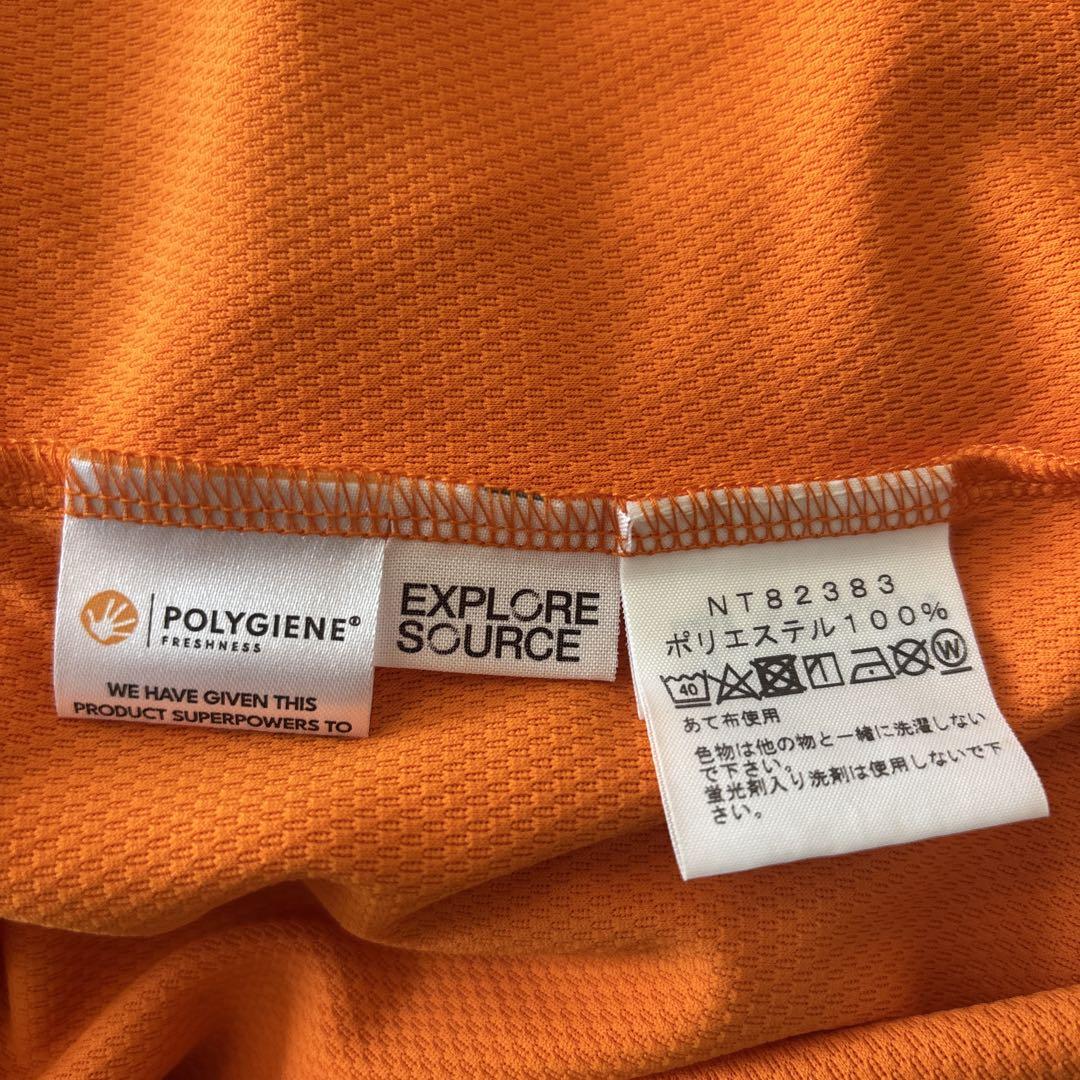 POLYGIENE®
FRESHNESS
WE HAVE GIVEN THIS
PRODUCT SUPERPOWERS TO
EXPLORE
SOURCE
NT82383
ポリエステル100%
40
W
あて布使用
色物は他の物と一緒に洗濯しない
で下さい。
蛍光剤入り洗剤は使用しないで下
さい。